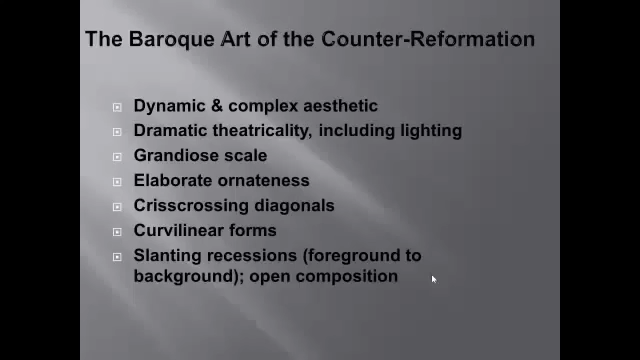 The Baroque Art of the Counter-Reformation
Dynamic & complex aesthetic
Dramatic theatricality, including lighting
Grandiose scale
Elaborate ornateness
Crisscrossing diagonals
Curvilinear forms
Slanting recessions (foreground to
background); open composition